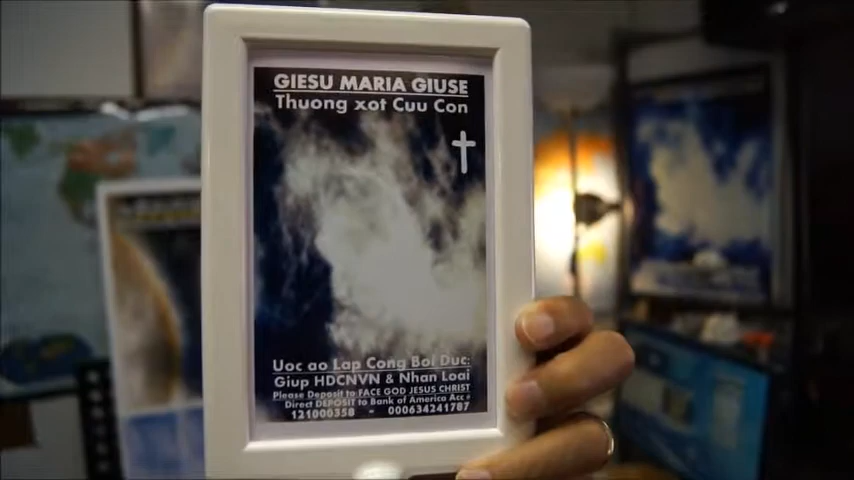 GIESU MARIA GIUSE
Thuong xot Cuu Con
Uoc ao Lap Cong Boi Duc:
Giup HDCNVN & Nhan Loai
Please Deposit to FACE GOD JESUS CHRIST
Direct DEPOSIT to Bank of America Acc #
121000358 - 000634241787